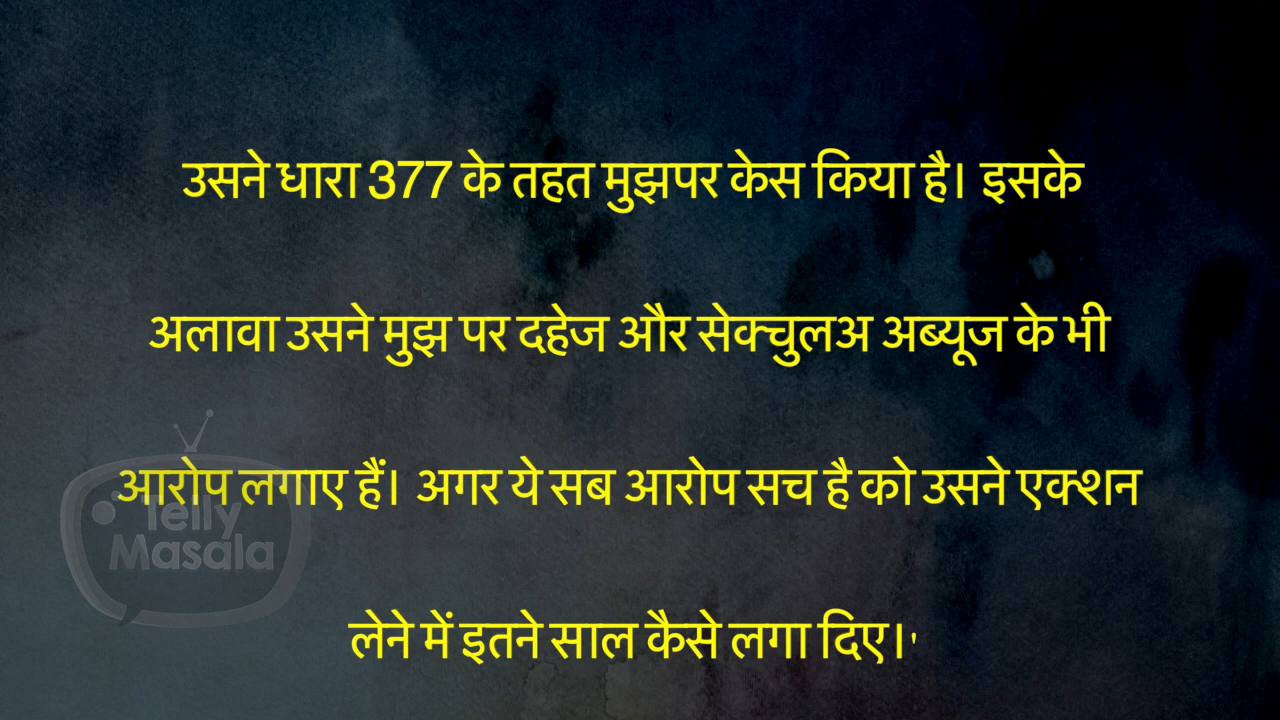 उसने धारा 377 के तहत मुझपर केस किया है। इसके
अलावा उसने मुझ पर दहेज और सेक्चुलअ अब्यूज के भी
आरोप लगाए हैं। अगर ये सब आरोप सच है को उसने एक्शन
लेने में इतने साल कैसे लगा दिए।'
Telly
Masala